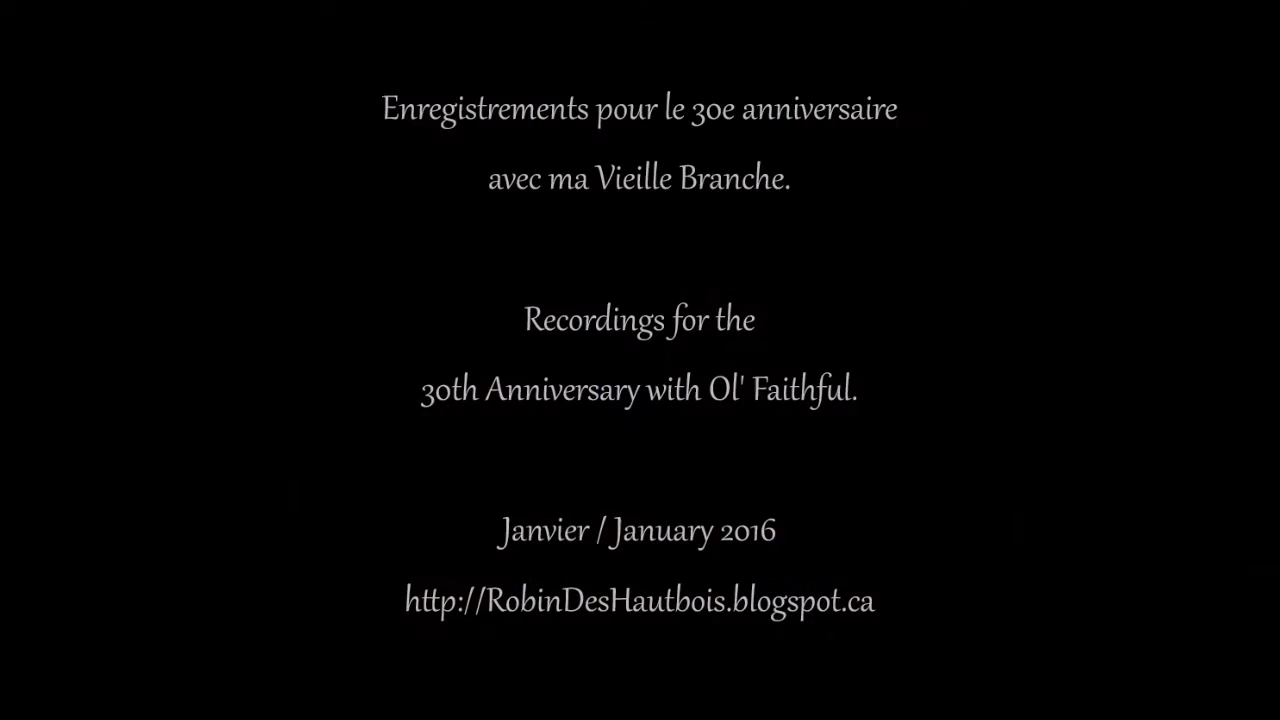 Enregistrements pour le 30e anniversaire
avec ma Vieille Branche.
Recordings for the
30th Anniversary with Ol' Faithful.
Janvier / January 2016
http://RobinDesHautbois.blogspot.ca